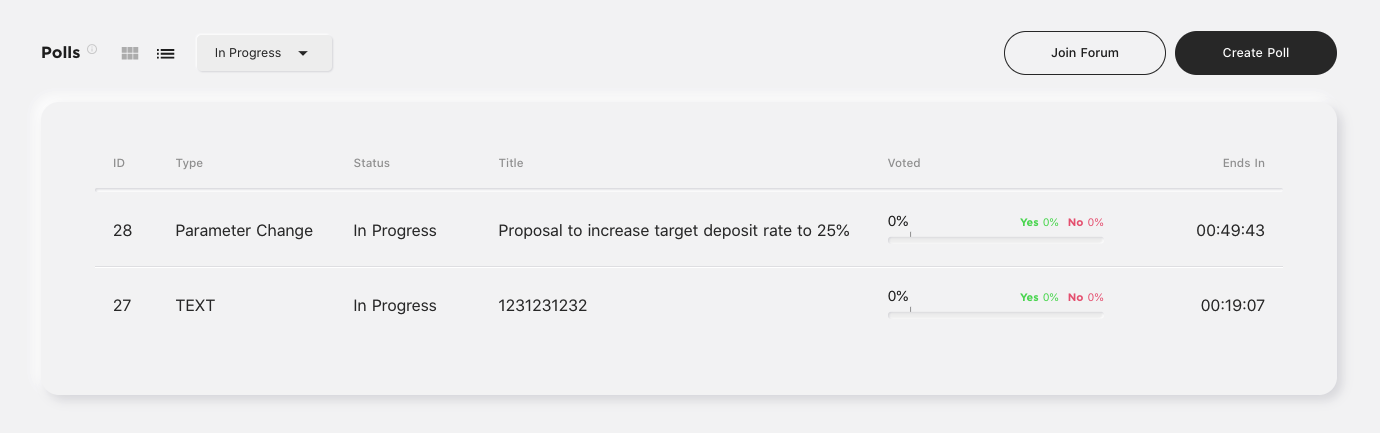 Polls In Progress Join Forum Create Poll
ID Type Status Title Voted Ends In
28 Parameter Change In Progress Proposal to increase target deposit rate to 25% 0% Yes 0% No 0% 00:49:43
27 TEXT In Progress 1231231232 0% Yes 0% No 0% 00:19:07